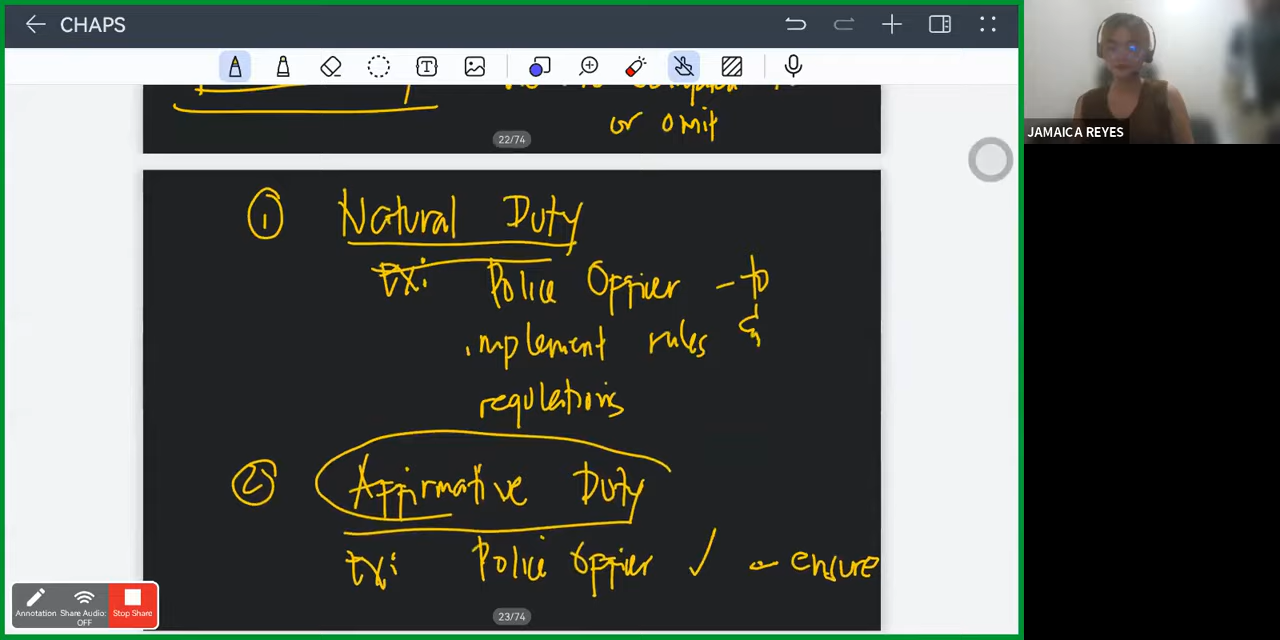 CHAPS
JAMAICA REYES
or omit
22/74
① Natural Duty
Ex: Police Officer - to
implement rules &
regulations
② Affirmative Duty
Ex: Police Officer ✓ - ensure
Annotation Share Audio: OFF Stop Share
23/74